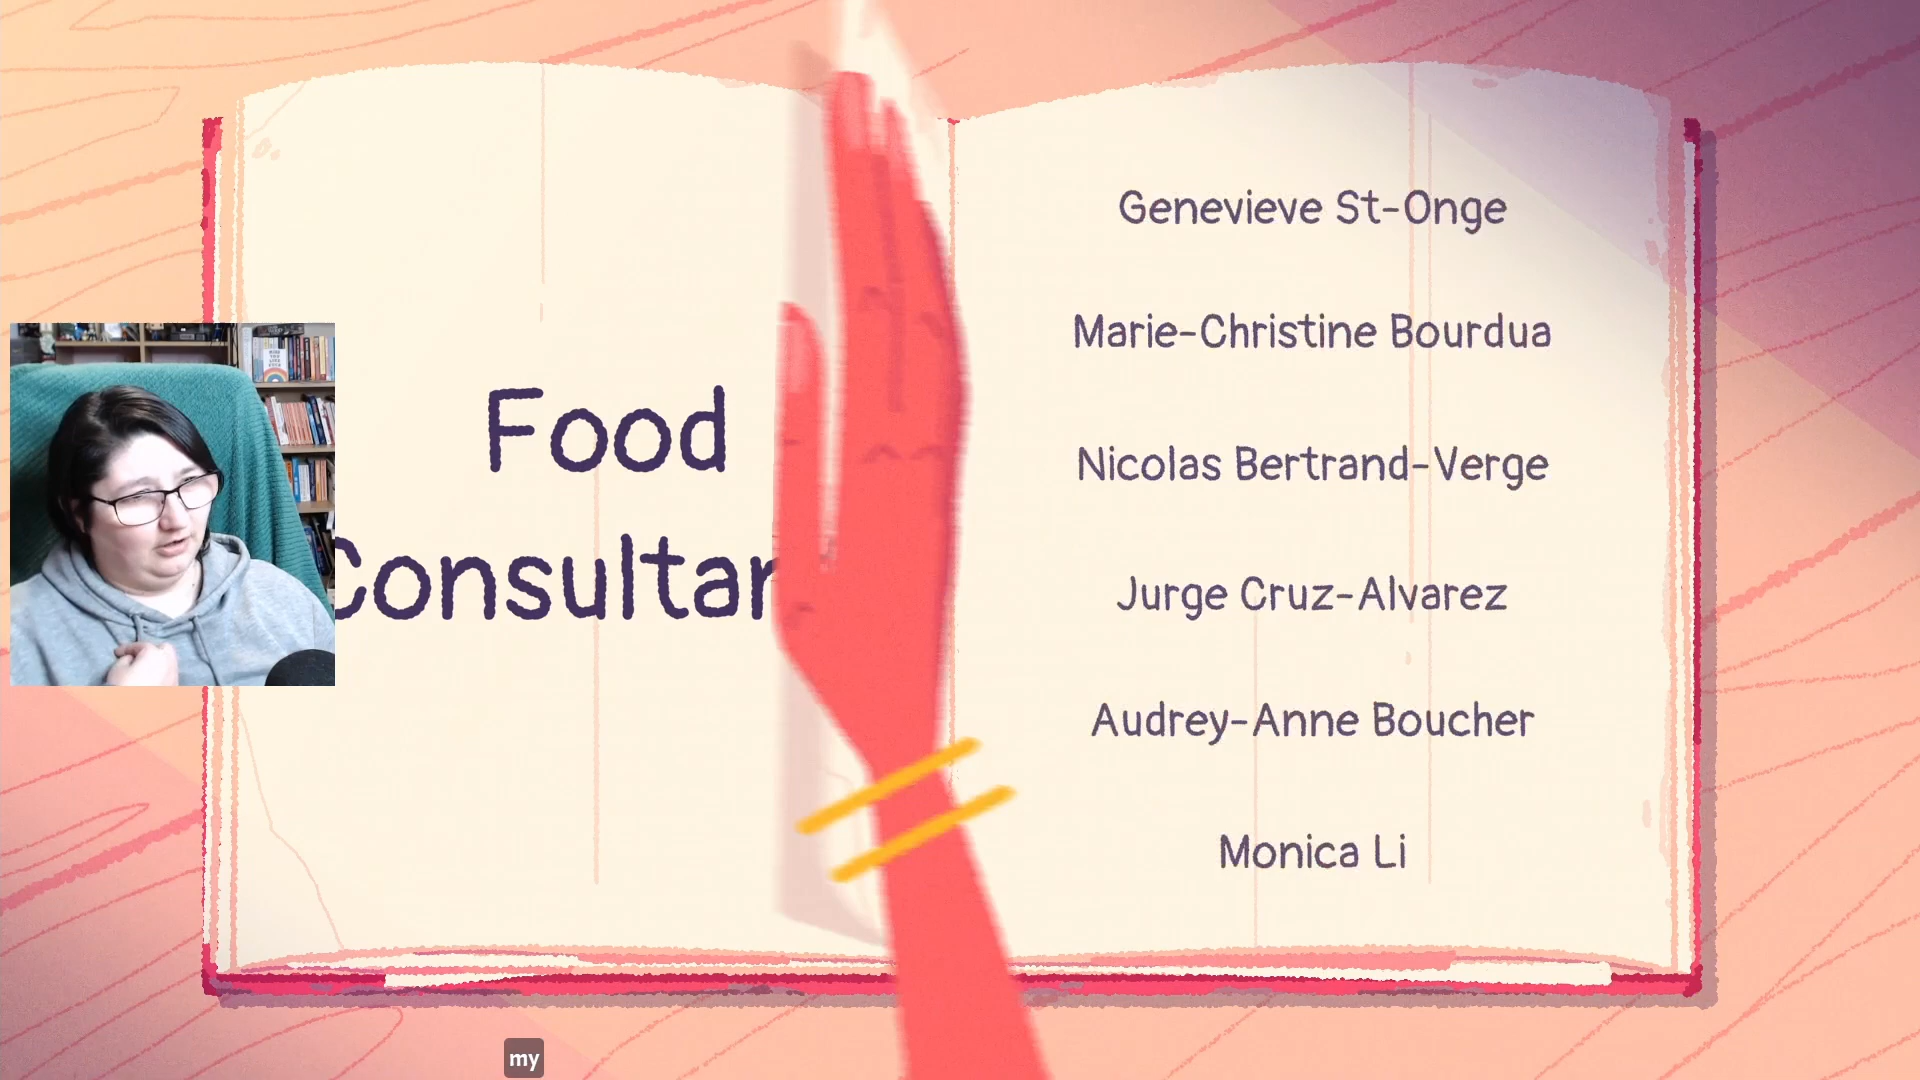 Food
Consultan
Genevieve St-Onge
Marie-Christine Bourdua
Nicolas Bertrand-Verge
Jurge Cruz-Alvarez
Audrey-Anne Boucher
Monica Li
my